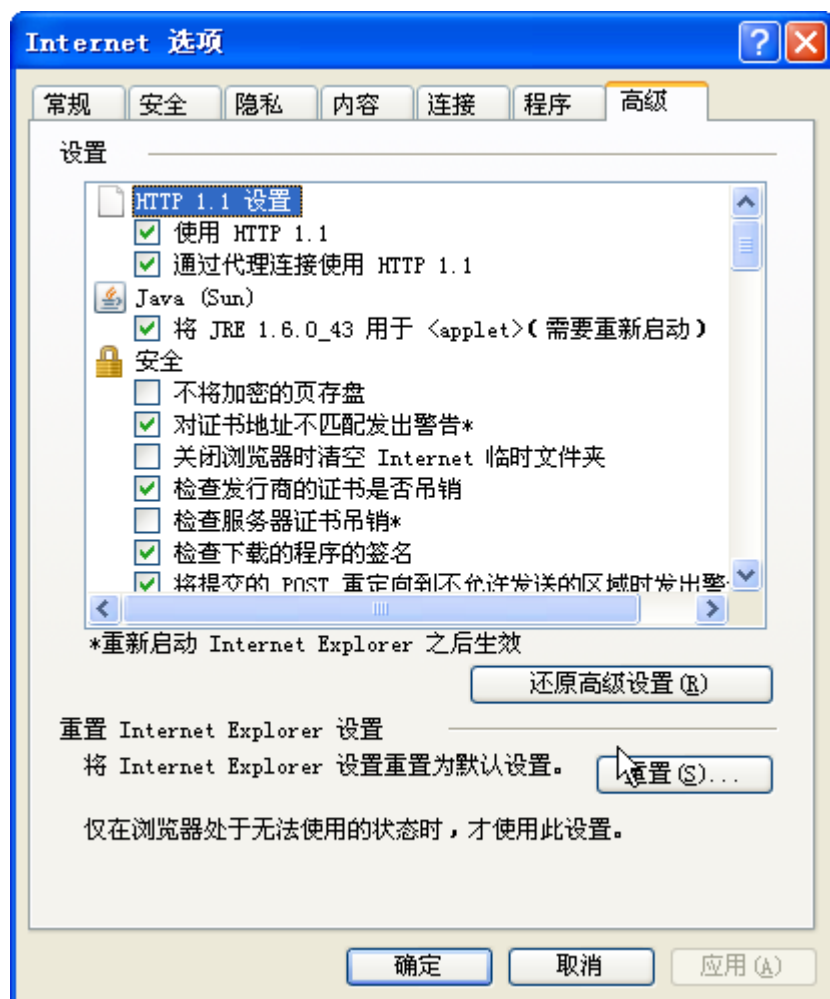 Internet 选项
常规 安全 隐私 内容 连接 程序 高级
设置
HTTP 1.1 设置
使用 HTTP 1.1
通过代理连接使用 HTTP 1.1
Java (Sun)
将 JRE 1.6.0_43 用于 <applet>(需要重新启动)
安全
不将加密的页存盘
对证书地址不匹配发出警告*
关闭浏览器时清空 Internet 临时文件夹
检查发行商的证书是否吊销
检查服务器证书吊销*
检查下载的程序的签名
将提交的 POST 重定向到不允许发送的区域时发出警
*重新启动 Internet Explorer 之后生效
还原高级设置(R)
重置 Internet Explorer 设置
将 Internet Explorer 设置重置为默认设置。 重置(S)...
仅在浏览器处于无法使用的状态时，才使用此设置。
确定 取消 应用(A)